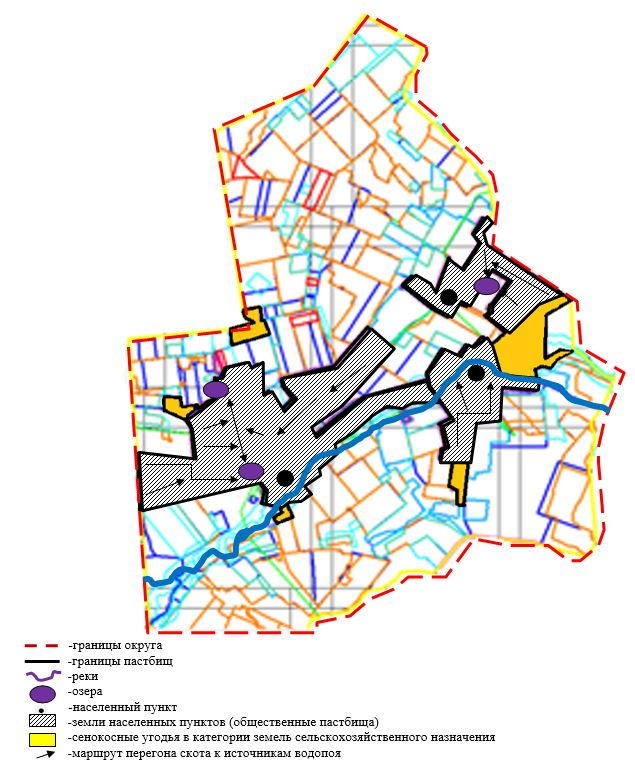 -границы округа
-границы пастбищ
-реки
-озера
-населенный пункт
-земли населенных пунктов (общественные пастбища)
-сенокосные угодья в категории земель сельскохозяйственного назначения
-маршрут перегона скота к источникам водопоя